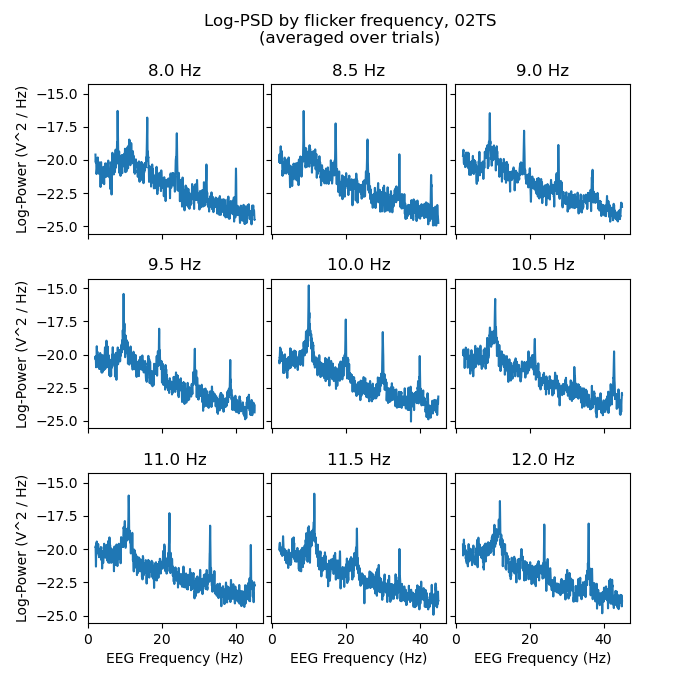 Log-PSD by flicker frequency, 02TS
(averaged over trials)
8.0 Hz
8.5 Hz
9.0 Hz
Log-Power (V^2 / Hz)
−15.0
−17.5
−20.0
−22.5
−25.0
9.5 Hz
10.0 Hz
10.5 Hz
Log-Power (V^2 / Hz)
−15.0
−17.5
−20.0
−22.5
−25.0
11.0 Hz
11.5 Hz
12.0 Hz
Log-Power (V^2 / Hz)
−15.0
−17.5
−20.0
−22.5
−25.0
0 20 40
0 20 40
0 20 40
EEG Frequency (Hz)
EEG Frequency (Hz)
EEG Frequency (Hz)